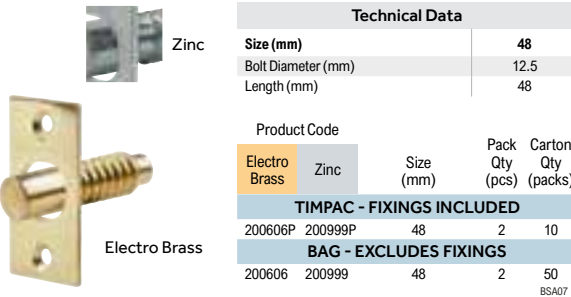 Zinc
Electro Brass
Technical Data
Size (mm) 48
Bolt Diameter (mm) 12.5
Length (mm) 48
Product Code
Electro Brass Zinc Size (mm) Pack Qty (pcs) Carton Qty (packs)
TIMPAC - FIXINGS INCLUDED
200606P 200999P 48 2 10
BAG - EXCLUDES FIXINGS
200606 200999 48 2 50
BSA07